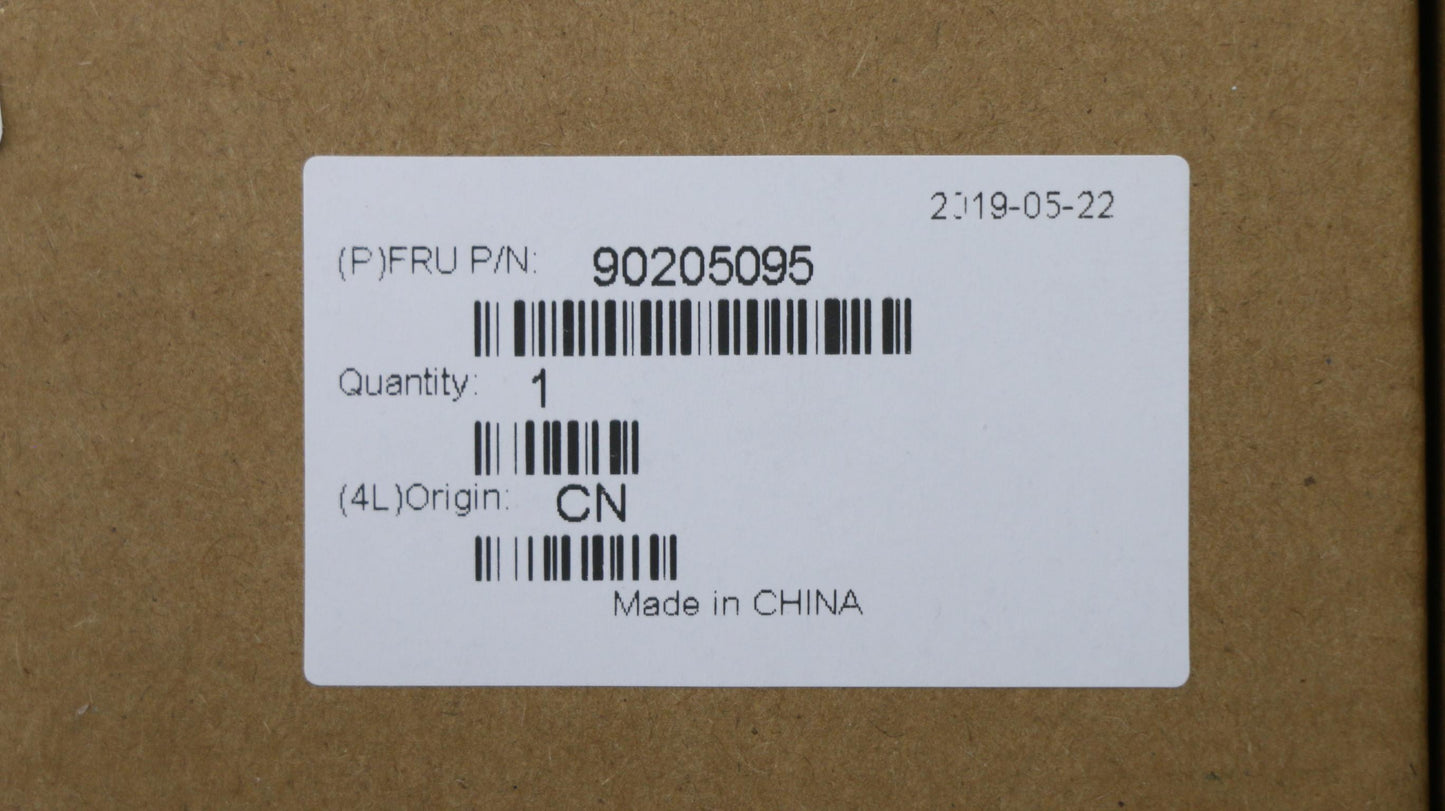 2019-05-22
(P)FRU P/N: 90205095
Quantity: 1
(4L)Origin: CN
Made in CHINA